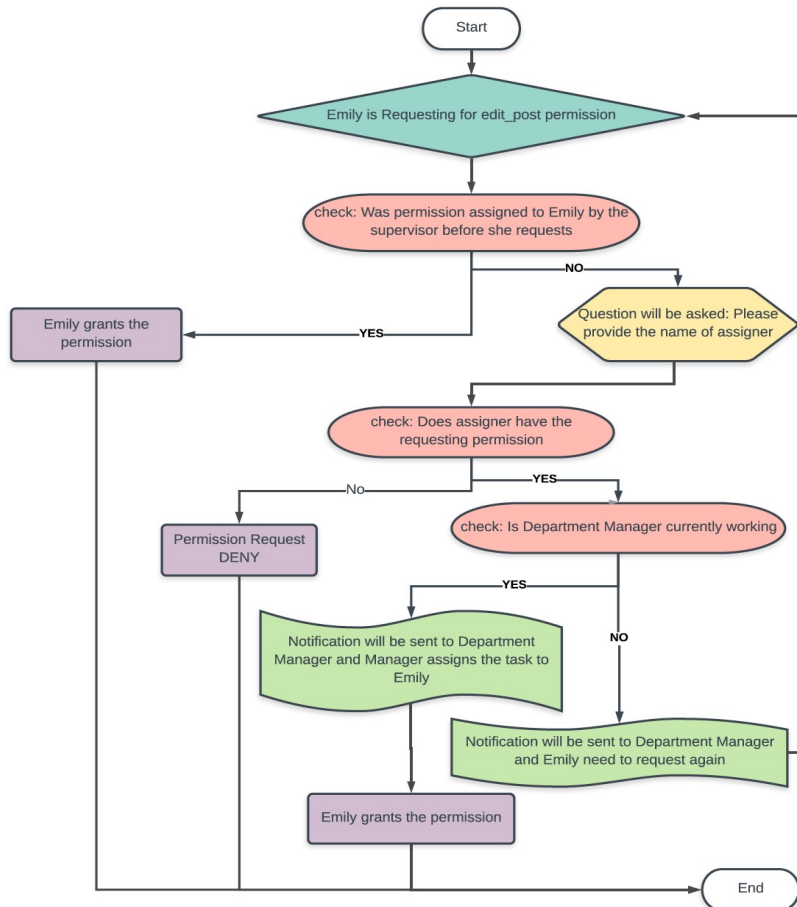 Start
Emily is Requesting for edit_post permission
check: Was permission assigned to Emily by the
supervisor before she requests
NO
Question will be asked: Please
provide the name of assigner
YES
Emily grants the
permission
check: Does assigner have the
requesting permission
No
YES
Permission Request
DENY
check: Is Department Manager currently working
YES
NO
Notification will be sent to Department
Manager and Manager assigns the task to
Emily
Notification will be sent to Department Manager
and Emily need to request again
Emily grants the permission
End